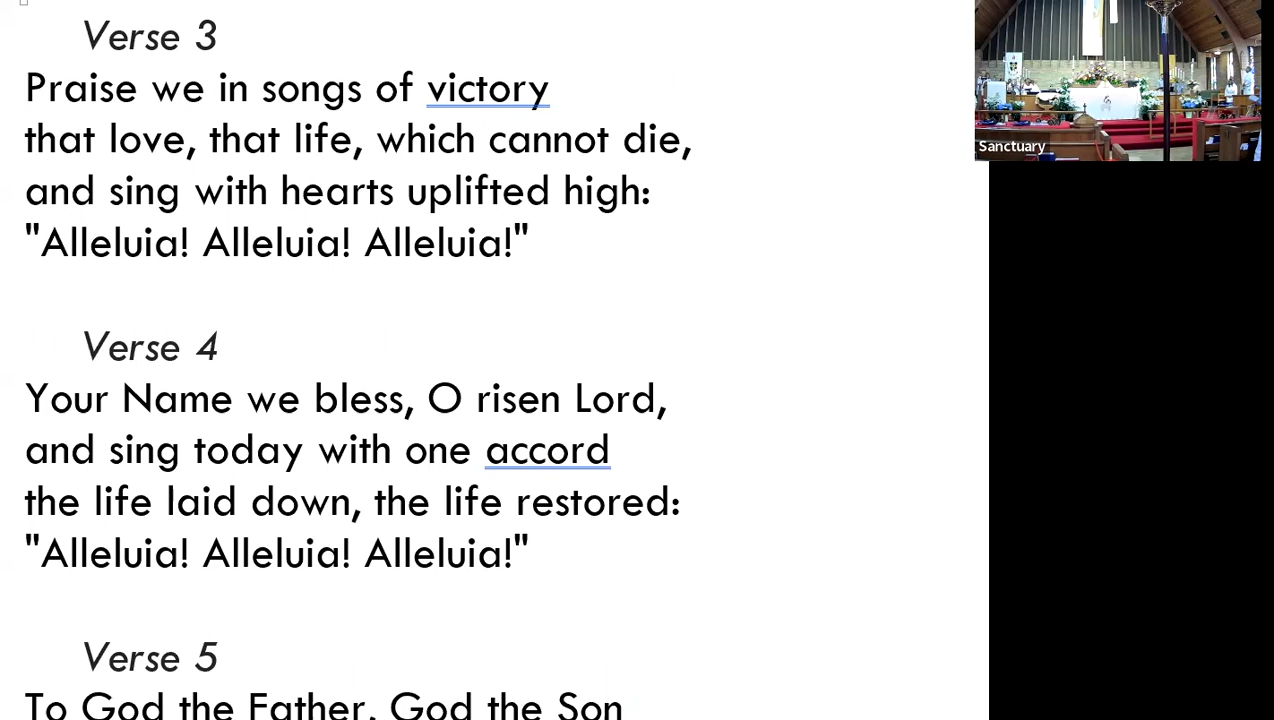 Verse 3
Praise we in songs of victory
that love, that life, which cannot die,
and sing with hearts uplifted high:
"Alleluia! Alleluia! Alleluia!"
Verse 4
Your Name we bless, O risen Lord,
and sing today with one accord
the life laid down, the life restored:
"Alleluia! Alleluia! Alleluia!"
Verse 5
To God the Father, God the Son
Sanctuary